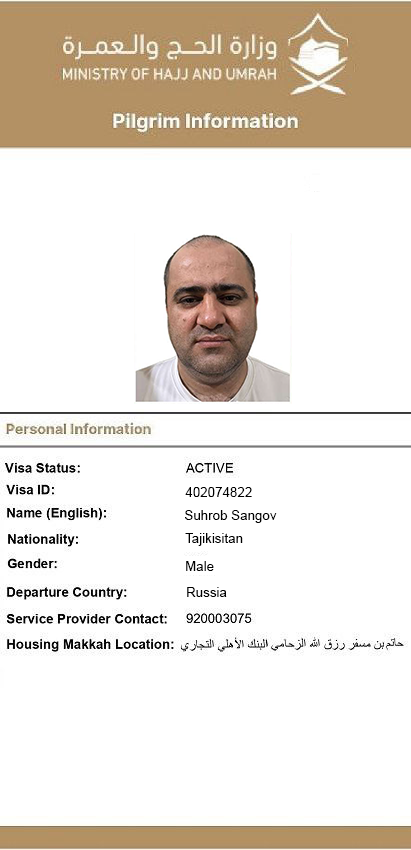 وزارة الحج والعمرة
MINISTRY OF HAJJ AND UMRAH
Pilgrim Information
Personal Information
Visa Status: ACTIVE
Visa ID: 402074822
Name (English): Suhrob Sangov
Nationality: Tajikisitan
Gender: Male
Departure Country: Russia
Service Provider Contact: 920003075
Housing Makkah Location: حاتم بن مسفر رزق الله الزحامي البنك الأهلي التجاري